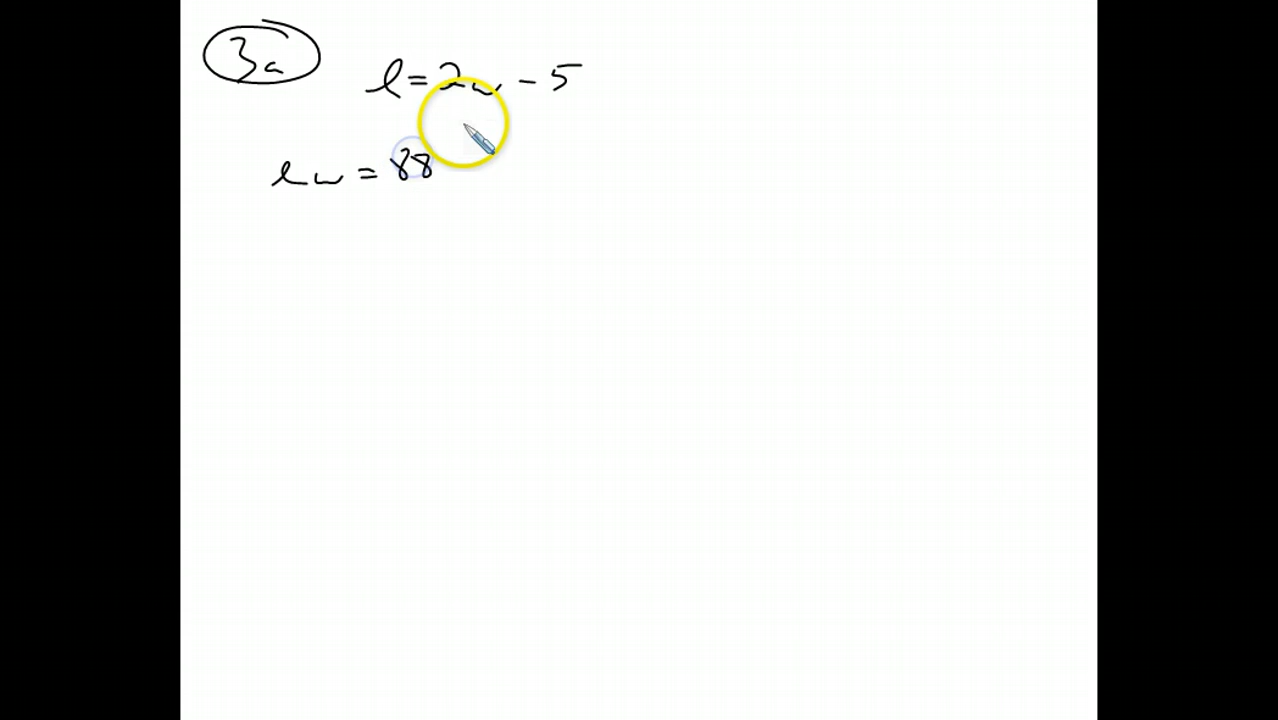 3a
l = 2w - 5
lw = 88